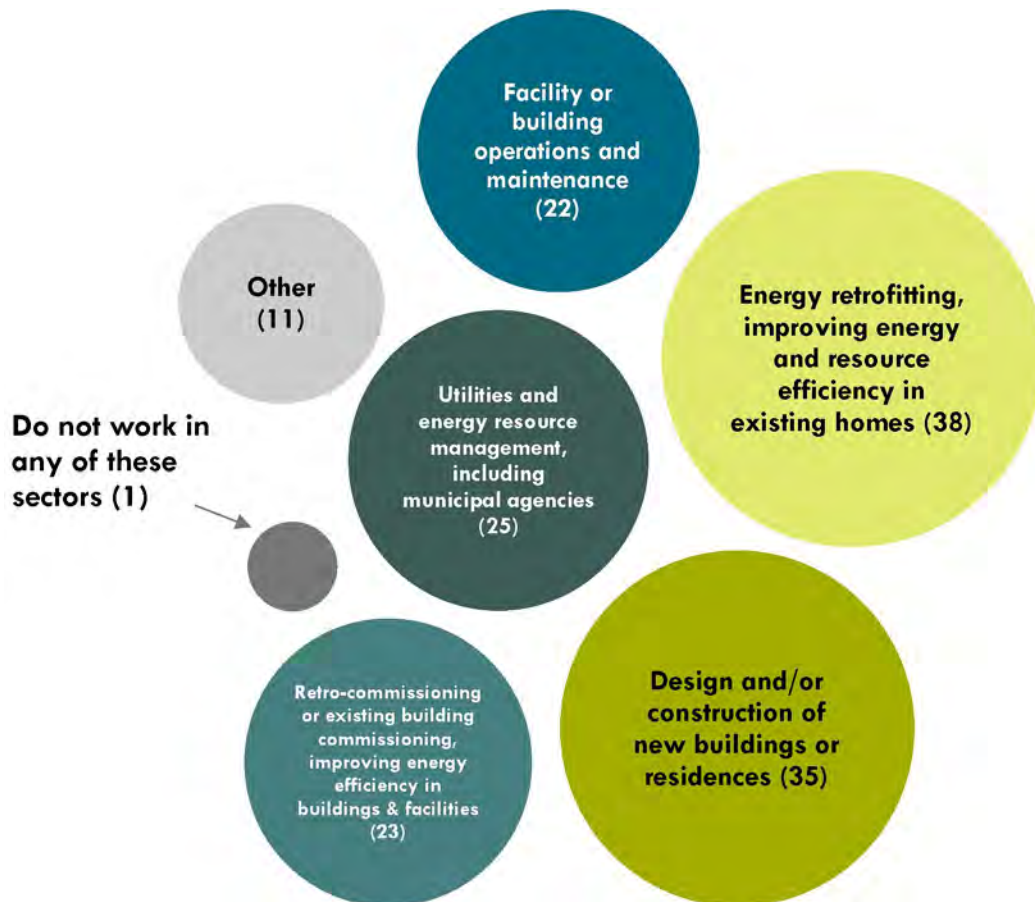 Facility or
building
operations and
maintenance
(22)
Other
(11)
Energy retrofitting,
improving energy
and resource
efficiency in
existing homes (38)
Utilities and
energy resource
management,
including
municipal agencies
(25)
Do not work in
any of these
sectors (1)
Retro-commissioning
or existing building
commissioning,
improving energy
efficiency in
buildings & facilities
(23)
Design and/or
construction of
new buildings or
residences (35)